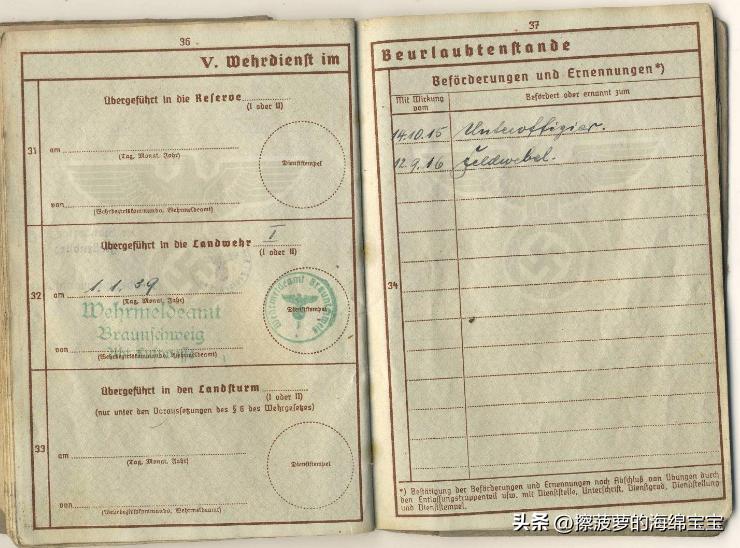 36
V. Wehrdienst im
Übergeführt in die Reserve
(I oder II)
31
am
(Tag, Monat, Jahr)
Dienststempel
von
(Wehrbezirkskommando, Wehrmeldeamt)
Übergeführt in die Landwehr I
(I oder II)
32
am 1.1.39
(Tag, Monat, Jahr)
Wehrmeldeamt
Braunschweig
Dienststempel
Wehrmeldeamt Braunschweig
von
(Wehrbezirkskommando, Wehrmeldeamt)
Übergeführt in den Landsturm
(I oder II)
(nur unter den Voraussetzungen des § 6 des Wehrgesetzes)
33
am
(Tag, Monat, Jahr)
Dienststempel
von
(Wehrbezirkskommando, Wehrmeldeamt)
37
Beurlaubtenstande
Beförderungen und Ernennungen*)
Mit Wirkung vom
Befördert oder ernannt zum
14.10.15 Unteroffizier.
12.9.16 Feldwebel.
34
*) Bestätigung der Beförderungen und Ernennungen nach Abschluß von Übungen durch
den Entlassungstruppenteil usw. mit Dienststelle, Unterschrift, Dienstgrad, Dienststellung
und Dienststempel.
头条 @擦菠萝的海绵宝宝